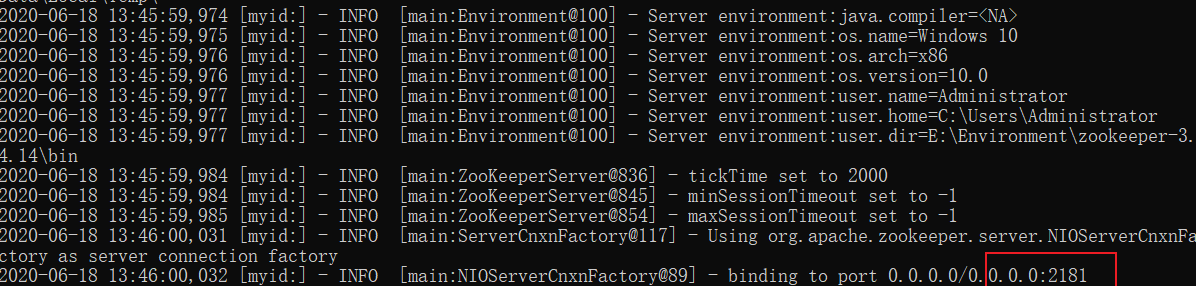 Data\Local\Temp\
2020-06-18 13:45:59,974 [myid:] - INFO  [main:Environment@100] - Server environment:java.compiler=<NA>
2020-06-18 13:45:59,975 [myid:] - INFO  [main:Environment@100] - Server environment:os.name=Windows 10
2020-06-18 13:45:59,976 [myid:] - INFO  [main:Environment@100] - Server environment:os.arch=x86
2020-06-18 13:45:59,976 [myid:] - INFO  [main:Environment@100] - Server environment:os.version=10.0
2020-06-18 13:45:59,977 [myid:] - INFO  [main:Environment@100] - Server environment:user.name=Administrator
2020-06-18 13:45:59,977 [myid:] - INFO  [main:Environment@100] - Server environment:user.home=C:\Users\Administrator
2020-06-18 13:45:59,977 [myid:] - INFO  [main:Environment@100] - Server environment:user.dir=E:\Environment\zookeeper-3.
4.14\bin
2020-06-18 13:45:59,984 [myid:] - INFO  [main:ZooKeeperServer@836] - tickTime set to 2000
2020-06-18 13:45:59,984 [myid:] - INFO  [main:ZooKeeperServer@845] - minSessionTimeout set to -1
2020-06-18 13:45:59,985 [myid:] - INFO  [main:ZooKeeperServer@854] - maxSessionTimeout set to -1
2020-06-18 13:46:00,031 [myid:] - INFO  [main:ServerCnxnFactory@117] - Using org.apache.zookeeper.server.NIOServerCnxnFa
ctory as server connection factory
2020-06-18 13:46:00,032 [myid:] - INFO  [main:NIOServerCnxnFactory@89] - binding to port 0.0.0.0/0.0.0.0:2181